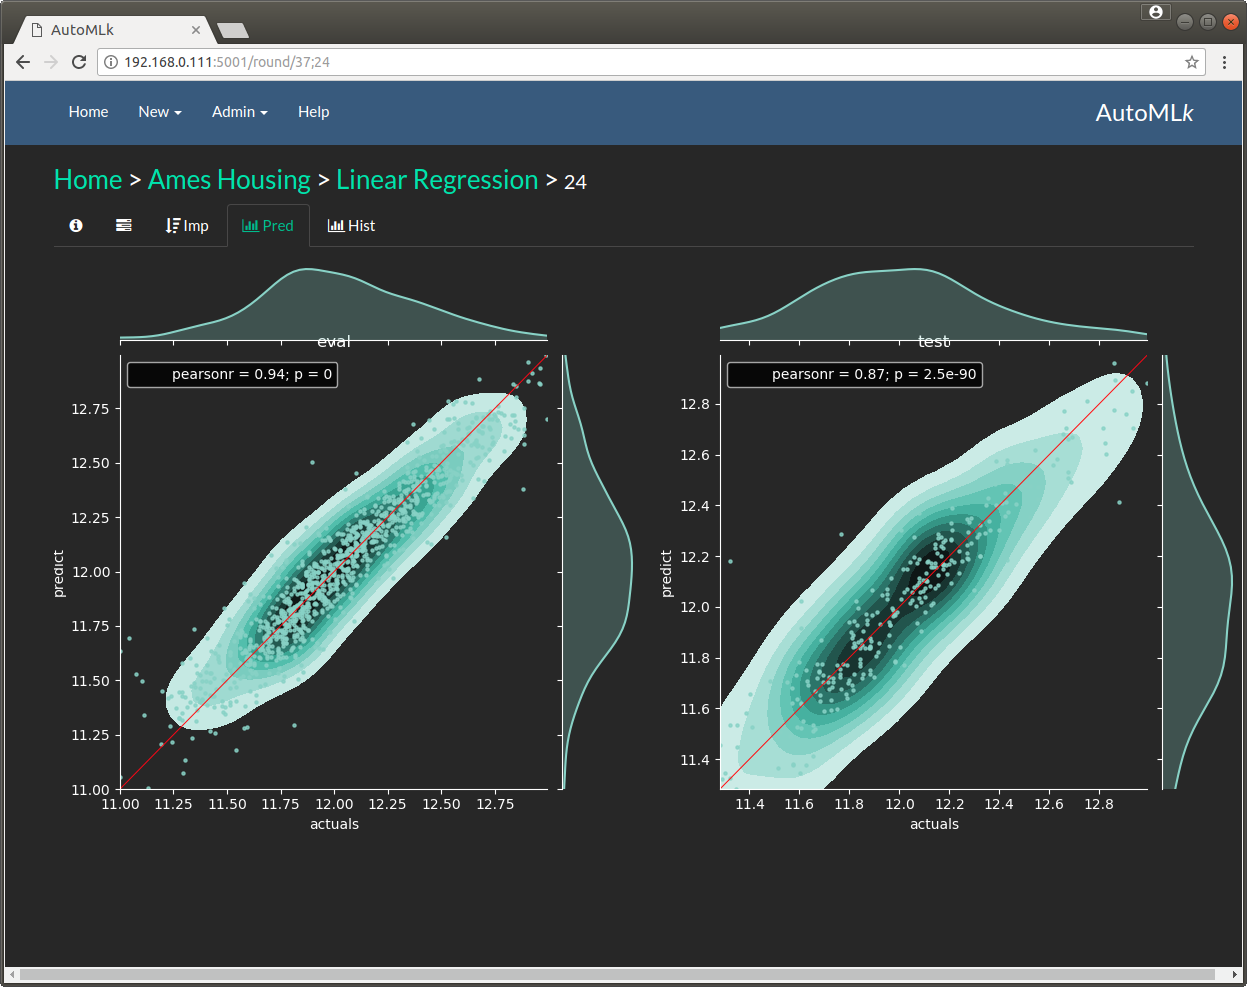 AutoMLk
192.168.0.111:5001/round/37;24
Home New Admin Help AutoMLk
Home > Ames Housing > Linear Regression > 24
Imp Pred Hist
eval
pearsonr = 0.94; p = 0
predict
12.75
12.50
12.25
12.00
11.75
11.50
11.25
11.00
11.00 11.25 11.50 11.75 12.00 12.25 12.50 12.75
actuals
test
pearsonr = 0.87; p = 2.5e-90
predict
12.8
12.6
12.4
12.2
12.0
11.8
11.6
11.4
11.4 11.6 11.8 12.0 12.2 12.4 12.6 12.8
actuals